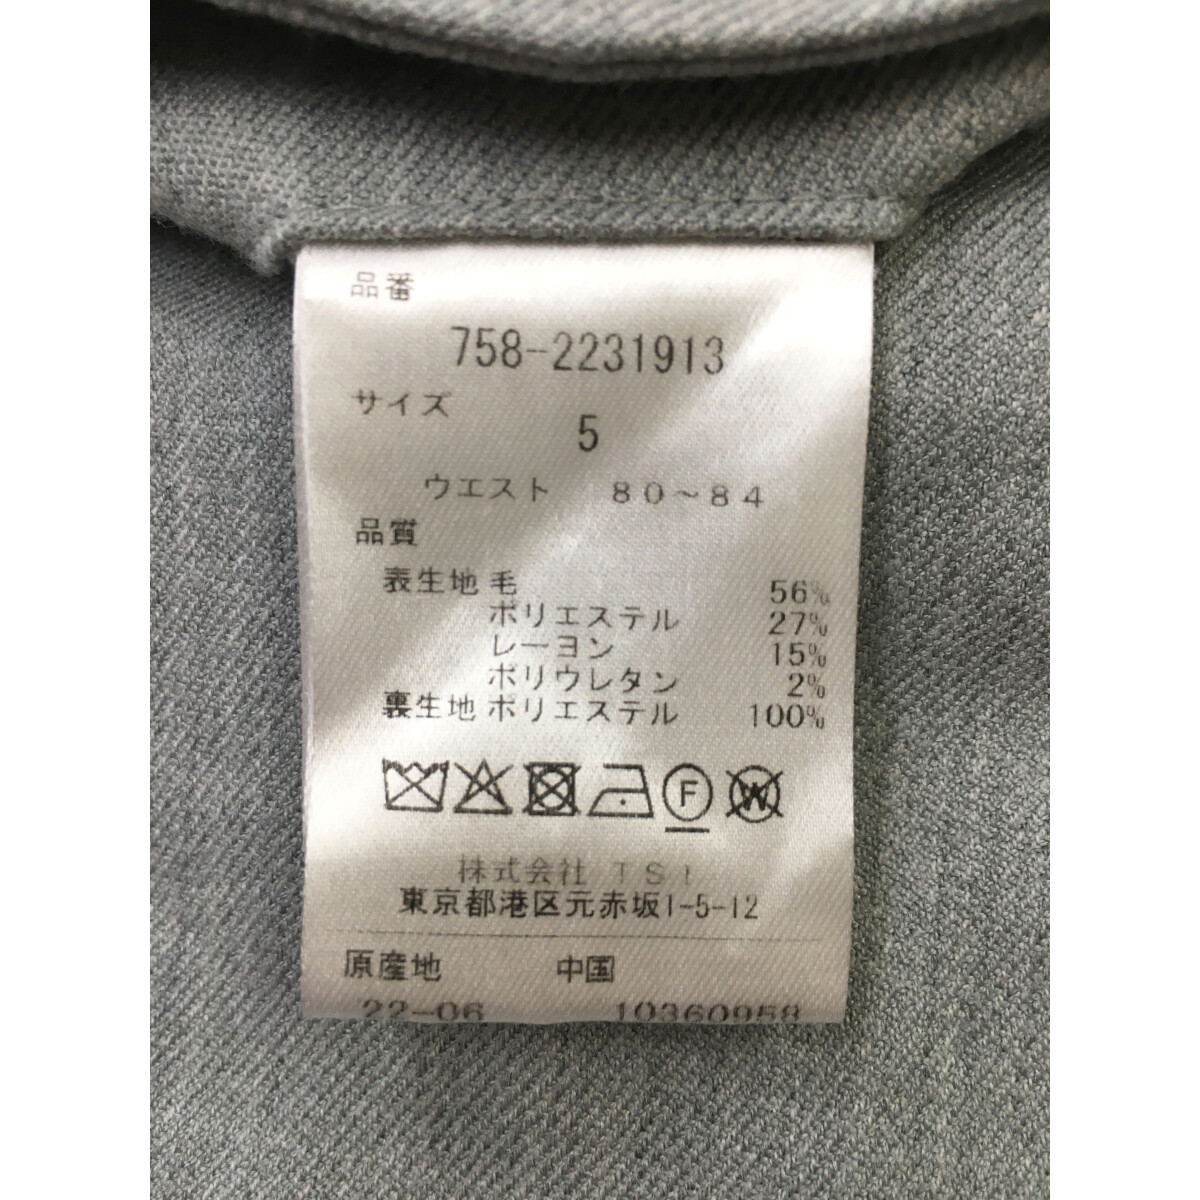 品番
758-2231913
サイズ
5
ウエスト 80~84
品質
表生地 毛 56%
ポリエステル 27%
レーヨン 15%
ポリウレタン 2%
裏生地 ポリエステル 100%
F W
株式会社 TSI
東京都港区元赤坂1-5-12
原産地 中国
22-06 10360958